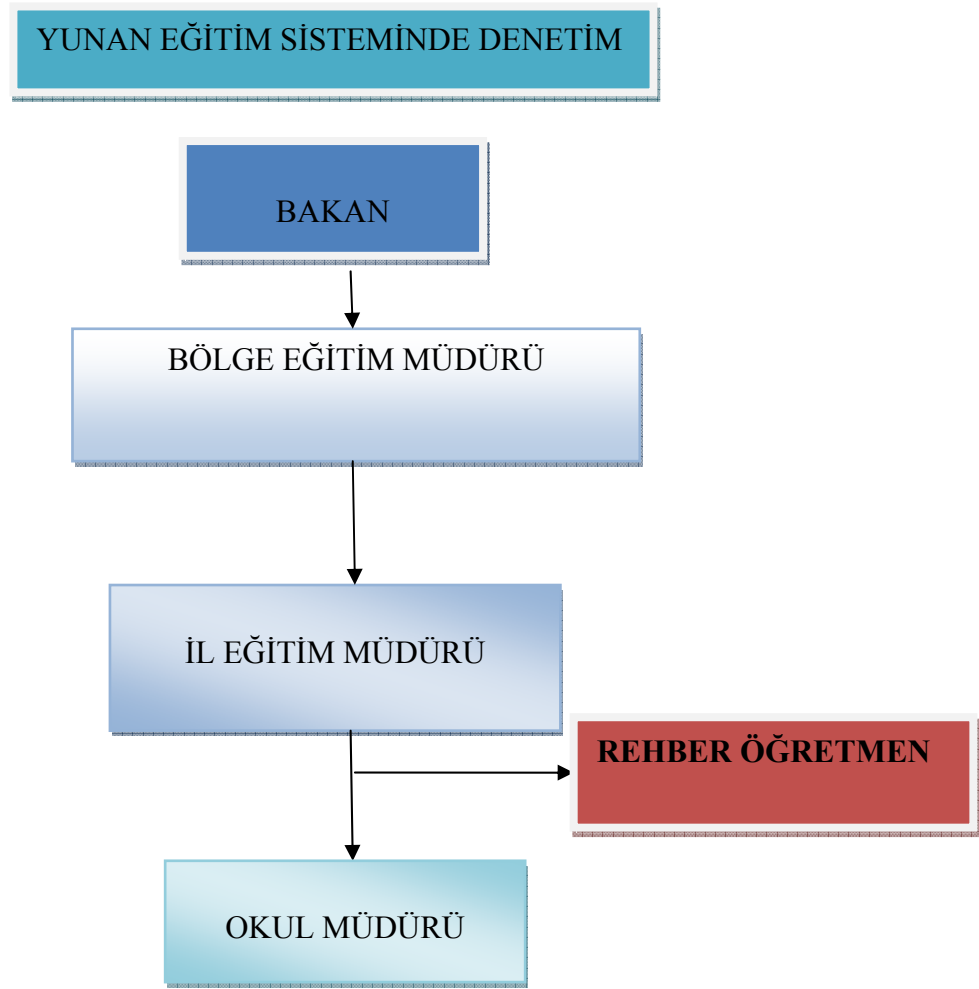 YUNAN EĞİTİM SİSTEMİNDE DENETİM
BAKAN
BÖLGE EĞİTİM MÜDÜRÜ
İL EĞİTİM MÜDÜRÜ
REHBER ÖĞRETMEN
OKUL MÜDÜRÜ